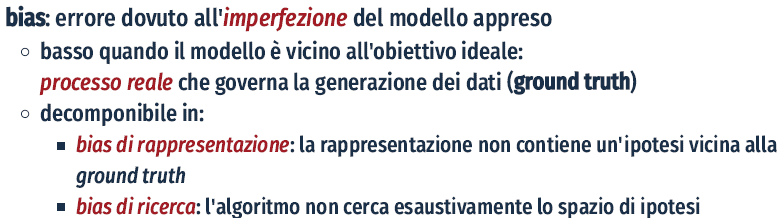 bias: errore dovuto all'imperfezione del modello appreso
○ basso quando il modello è vicino all'obiettivo ideale:
processo reale che governa la generazione dei dati (ground truth)
○ decomponibile in:
▪ bias di rappresentazione: la rappresentazione non contiene un'ipotesi vicina alla
ground truth
▪ bias di ricerca: l'algoritmo non cerca esaustivamente lo spazio di ipotesi